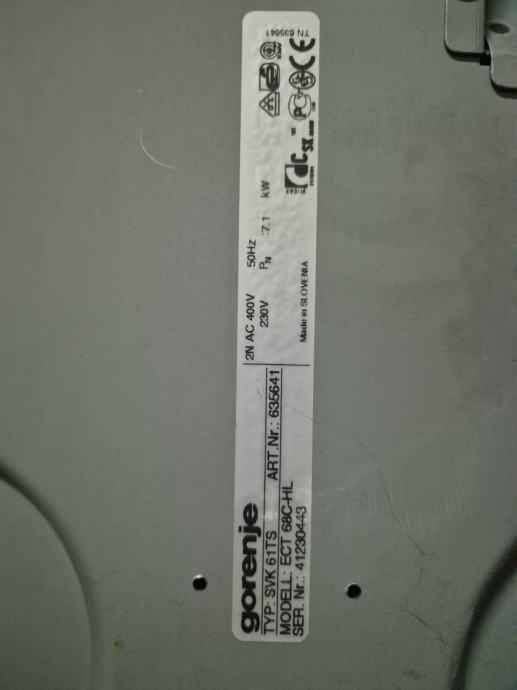 gorenje
TYP: SVK 61TS ART.Nr.: 635641
MODELL: ECT 68C-HL
SER. Nr.: 41230443
2N AC 400V 50Hz
230V PN :7.1 kW
Made in SLOVENIA
TN 635641